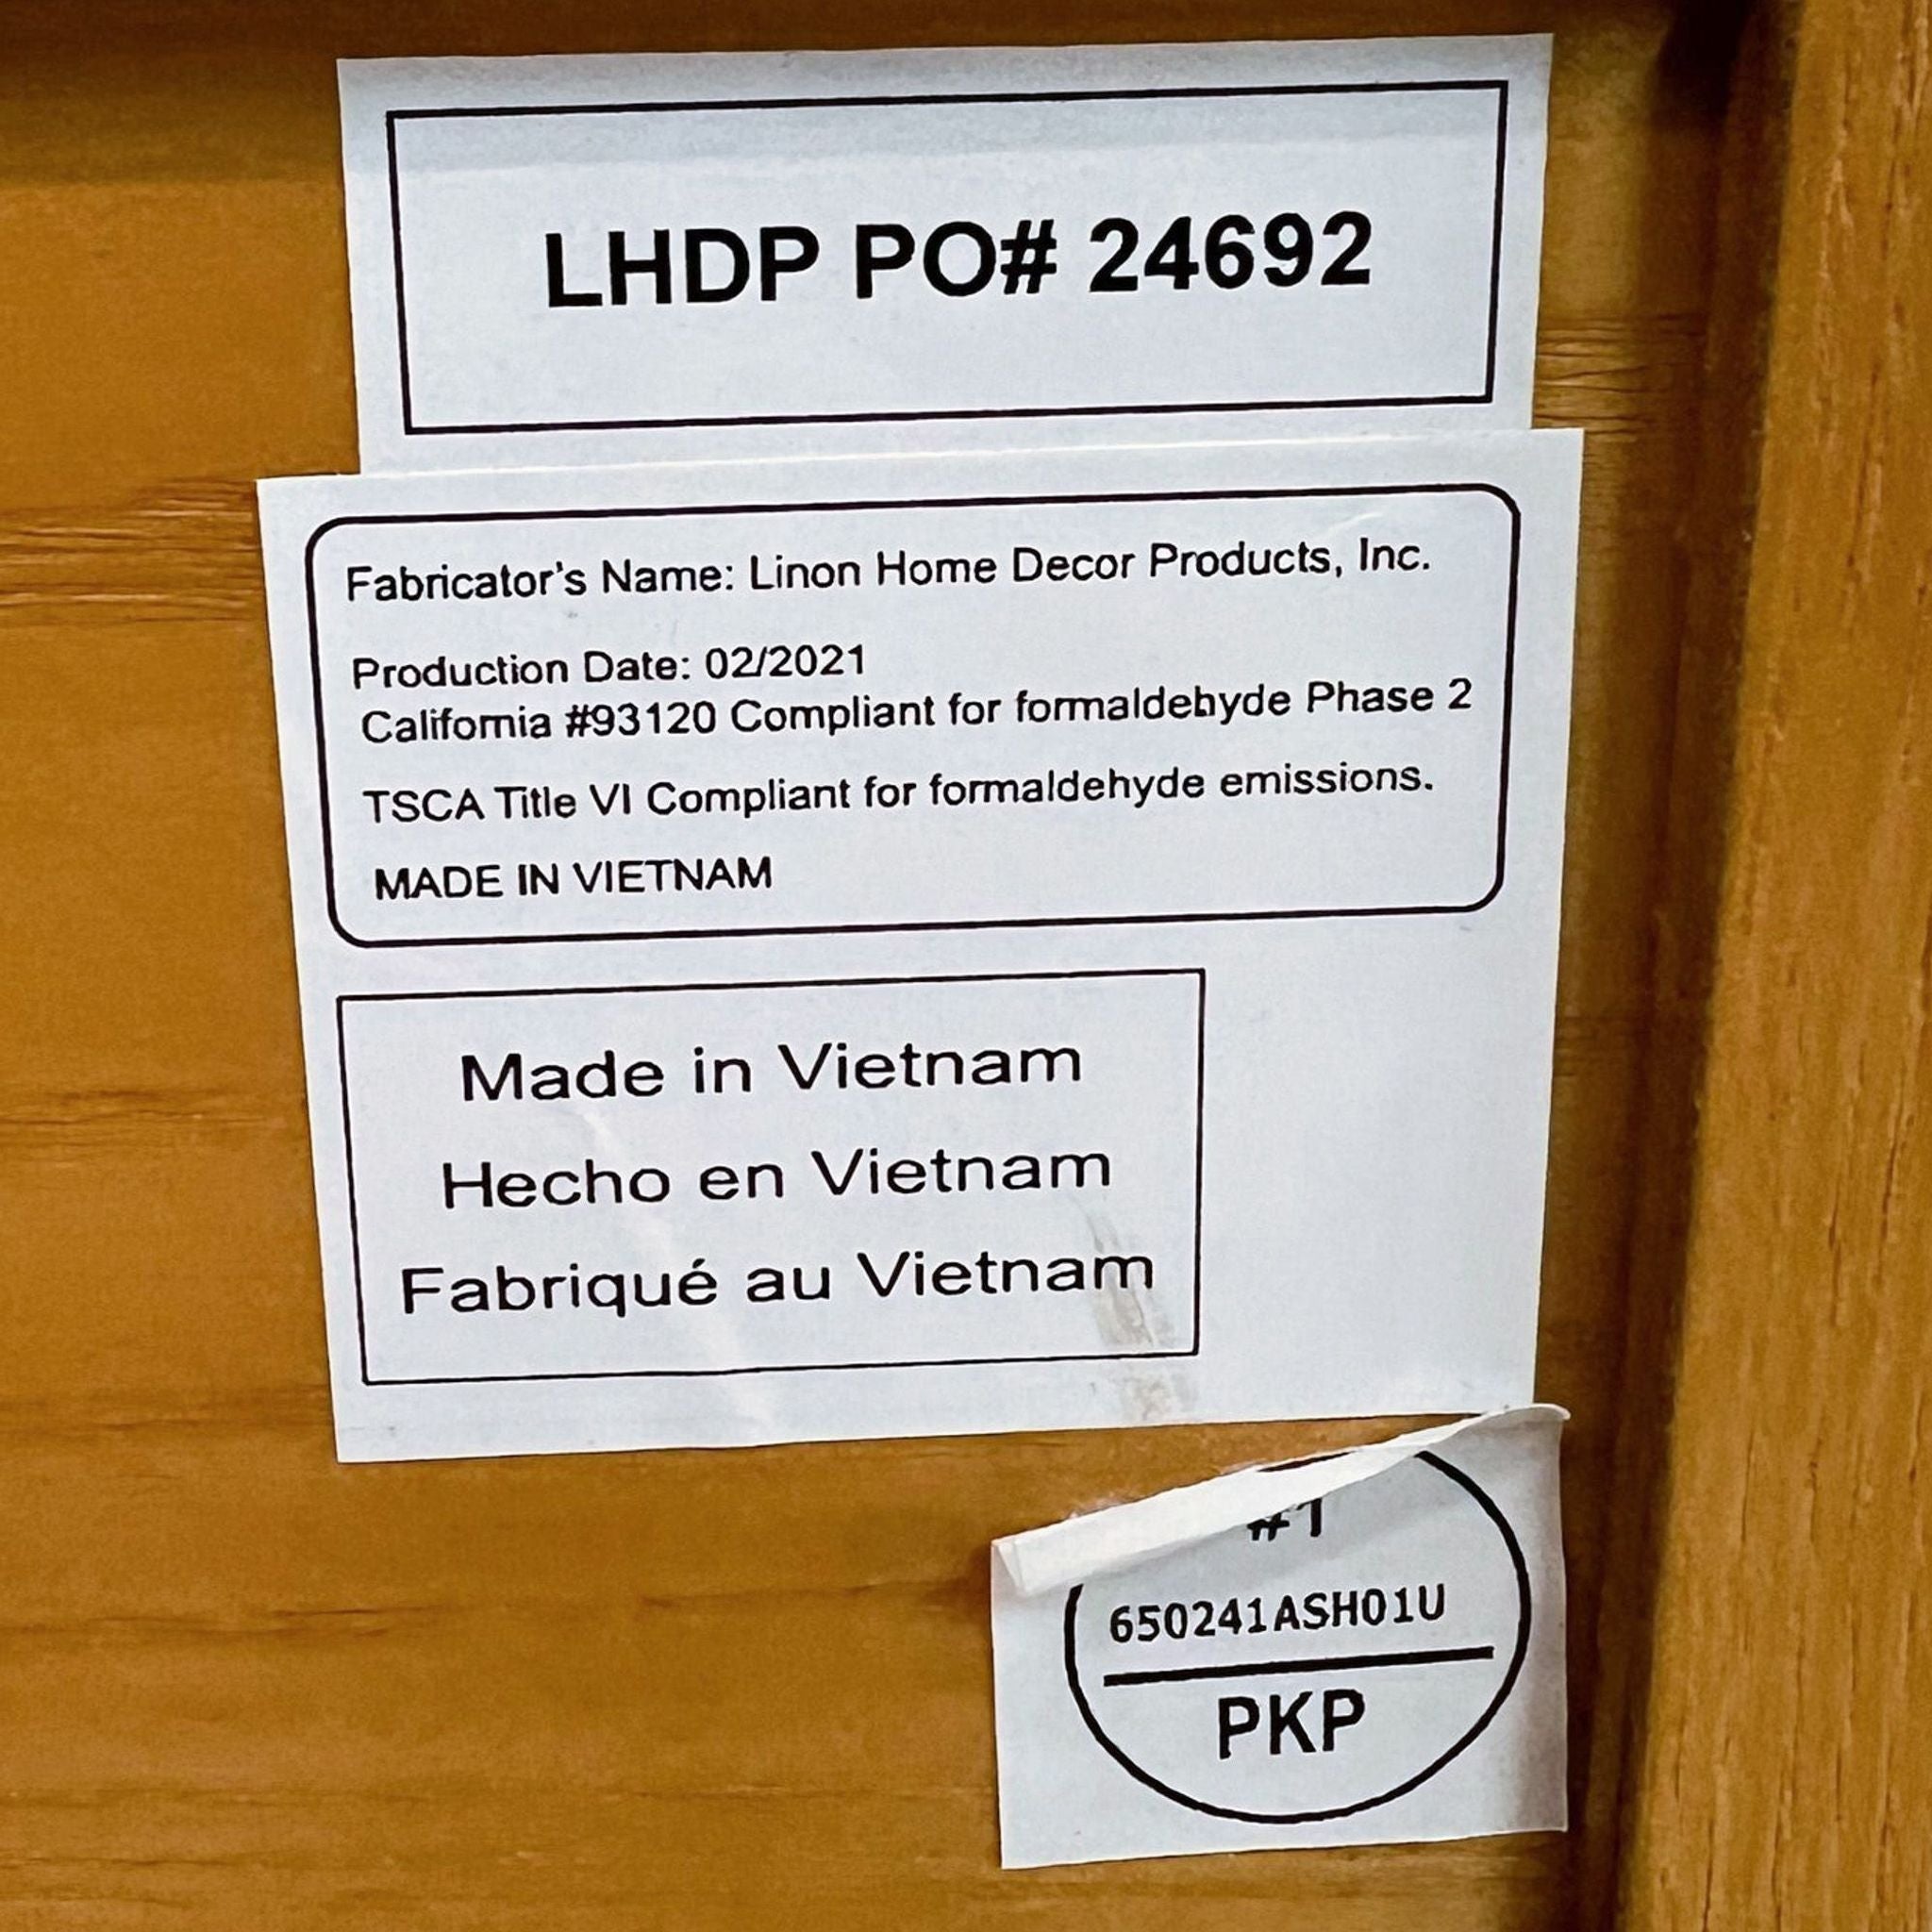 LHDP PO# 24692
Fabricator's Name: Linon Home Decor Products, Inc.
Production Date: 02/2021
California #93120 Compliant for formaldehyde Phase 2
TSCA Title VI Compliant for formaldehyde emissions.
MADE IN VIETNAM
Made in Vietnam
Hecho en Vietnam
Fabriqué au Vietnam
#1
650241ASH01U
PKP